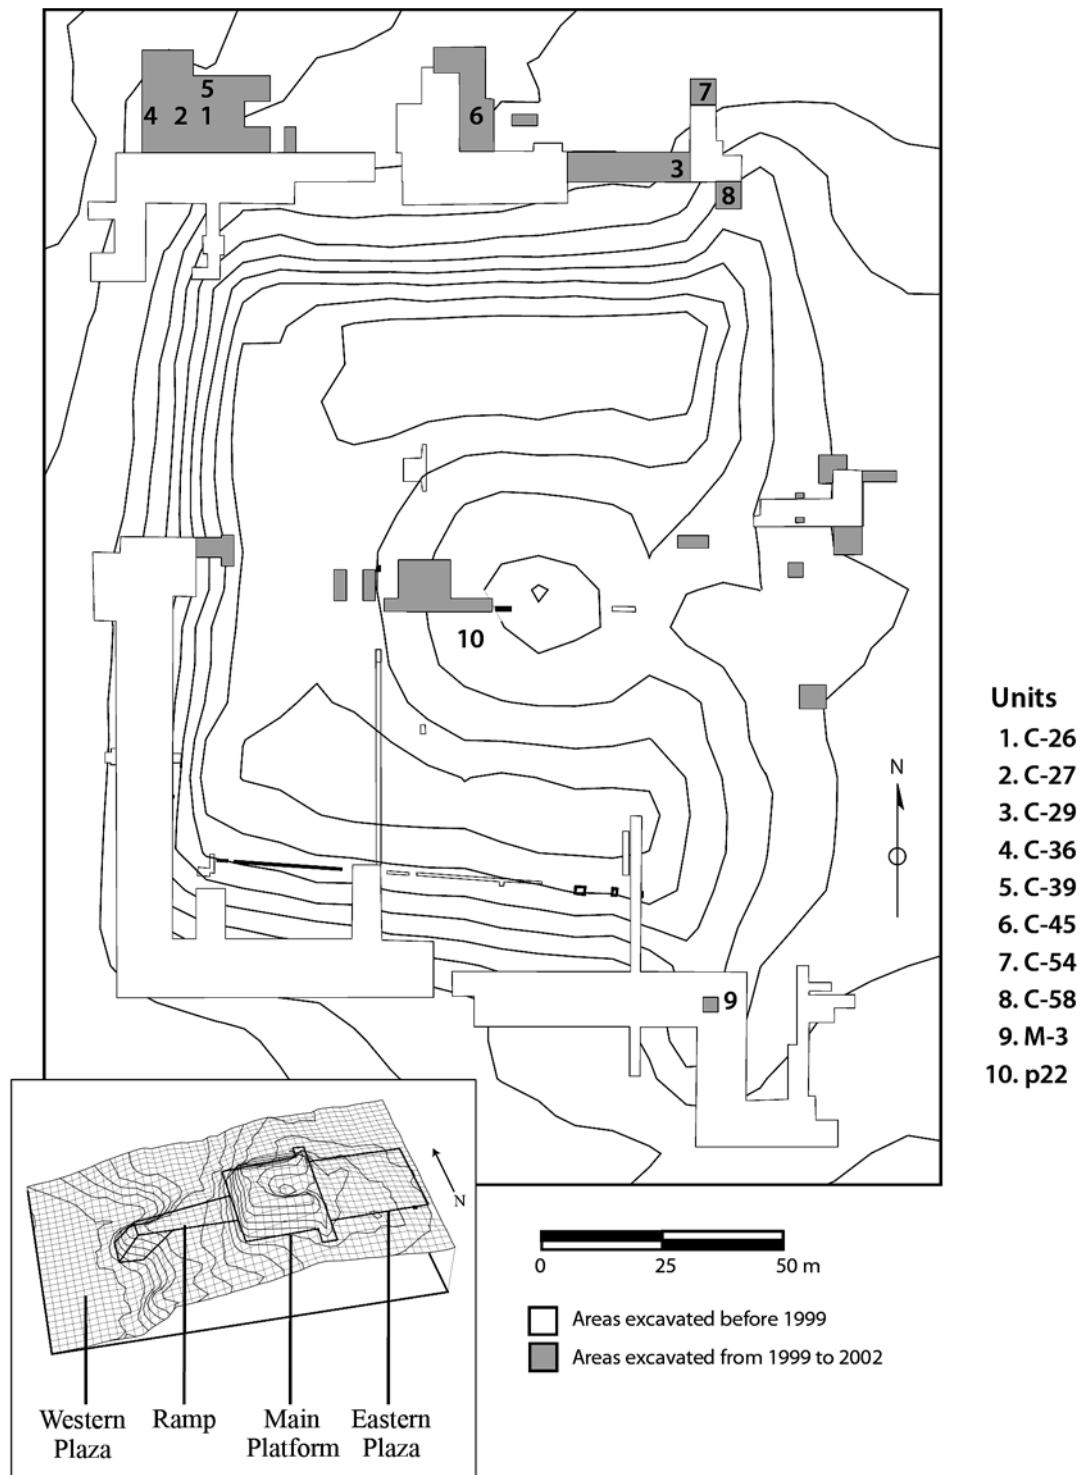 7
5
4 2 1
6
3
8
10
9
N
Units
1. C-26
2. C-27
3. C-29
4. C-36
5. C-39
6. C-45
7. C-54
8. C-58
9. M-3
10. p22
N
Western Plaza
Ramp
Main Platform
Eastern Plaza
0 25 50 m
Areas excavated before 1999
Areas excavated from 1999 to 2002